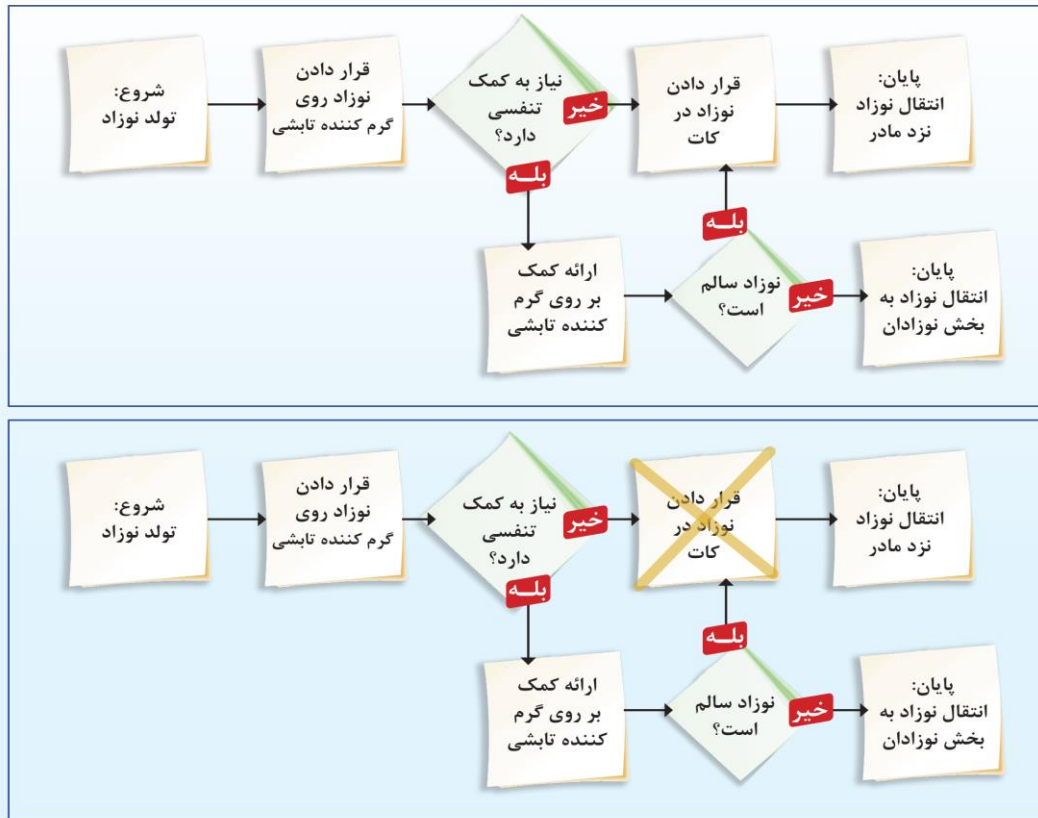 شروع:
تولد نوزاد
قرار دادن
نوزاد روی
گرم کننده تابشی
نیاز به کمک
تنفسی
دارد؟
خیر
بلــه
قرار دادن
نوزاد در
کات
پایان:
انتقال نوزاد
نزد مادر
ارائه کمک
بر روی گرم
کننده تابشی
نوزاد سالم
است؟
بلــه
خیر
پایان:
انتقال نوزاد به
بخش نوزادان
شروع:
تولد نوزاد
قرار دادن
نوزاد روی
گرم کننده تابشی
نیاز به کمک
تنفسی
دارد؟
خیر
بلــه
قرار دادن
نوزاد در
کات
پایان:
انتقال نوزاد
نزد مادر
ارائه کمک
بر روی گرم
کننده تابشی
نوزاد سالم
است؟
بلــه
خیر
پایان:
انتقال نوزاد به
بخش نوزادان